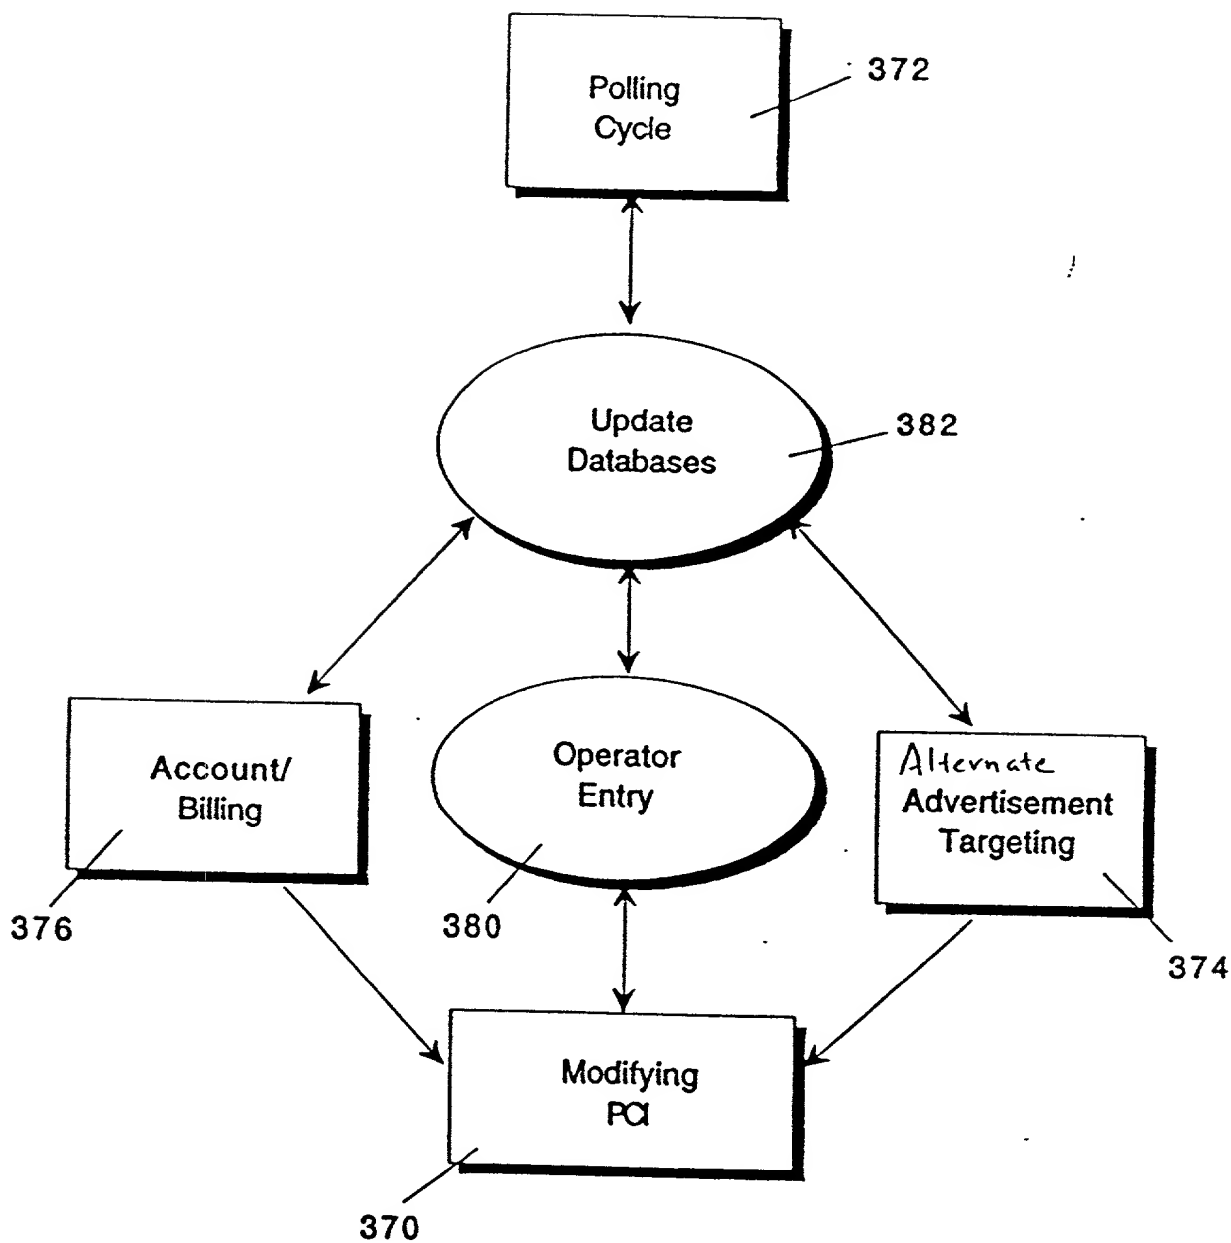 Polling
Cycle
372
Update
Databases
382
Account/
Billing
376
Operator
Entry
380
Alternate
Advertisement
Targeting
374
Modifying
PCI
370